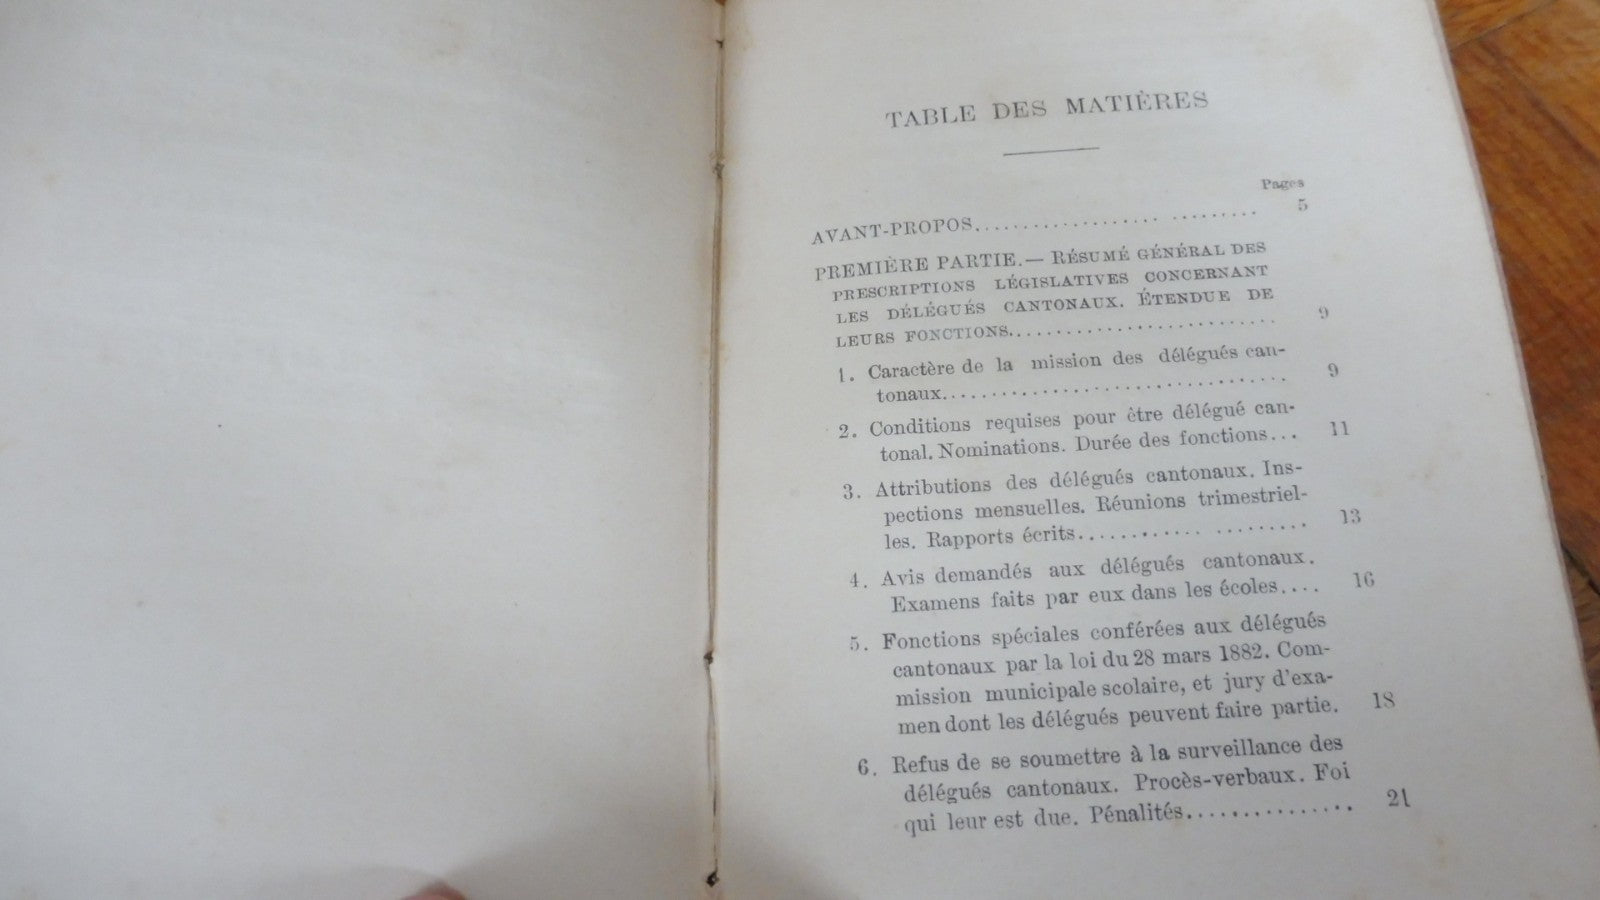 TABLE DES MATIÈRES
Pages
AVANT-PROPOS................... ......... 5
PREMIÈRE PARTIE.— RÉSUMÉ GÉNÉRAL DES
PRESCRIPTIONS LÉGISLATIVES CONCERNANT
LES DÉLÉGUÉS CANTONAUX. ÉTENDUE DE
LEURS FONCTIONS........................... 9
1. Caractère de la mission des délégués can-
tonaux................................... 9
2. Conditions requises pour être délégué can-
tonal. Nominations. Durée des fonctions... 11
3. Attributions des délégués cantonaux. Ins-
pections mensuelles. Réunions trimestriel-
les. Rapports écrits............ ......... 13
4. Avis demandés aux délégués cantonaux.
Examens faits par eux dans les écoles.... 16
5. Fonctions spéciales conférées aux délégués
cantonaux par la loi du 28 mars 1882. Com-
mission municipale scolaire, et jury d'exa-
men dont les délégués peuvent faire partie. 18
6. Refus de se soumettre à la surveillance des
délégués cantonaux. Procès-verbaux. Foi
qui leur est due. Pénalités............... 21